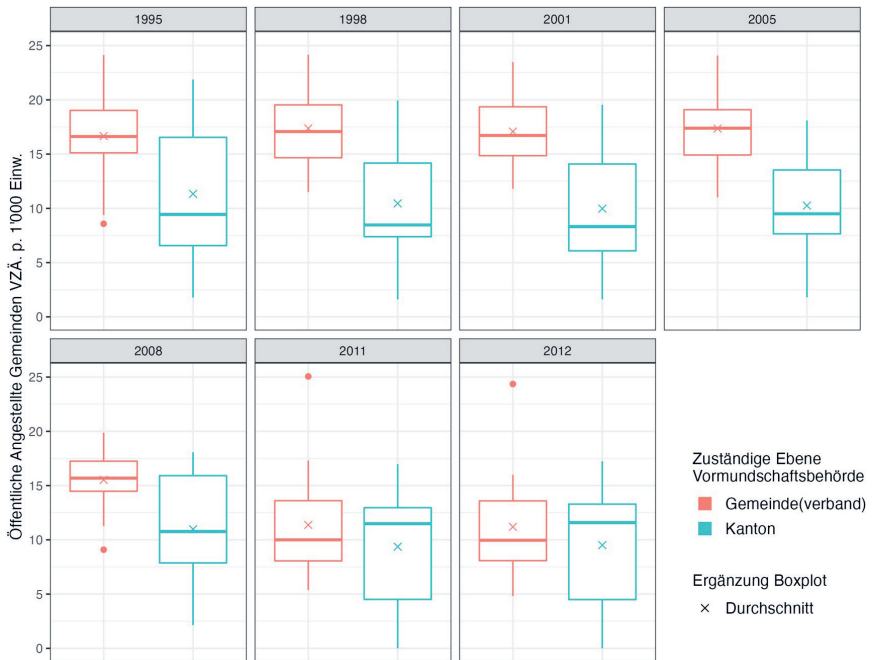 1995
1998
2001
2005
Öffentliche Angestellte Gemeinden VZÄ. p. 1'000 Einw.
25
20
15
10
5
0
2008
2011
2012
25
20
15
10
5
0
Zuständige Ebene
Vormundschaftsbehörde
Gemeinde(verband)
Kanton
Ergänzung Boxplot
Durchschnitt